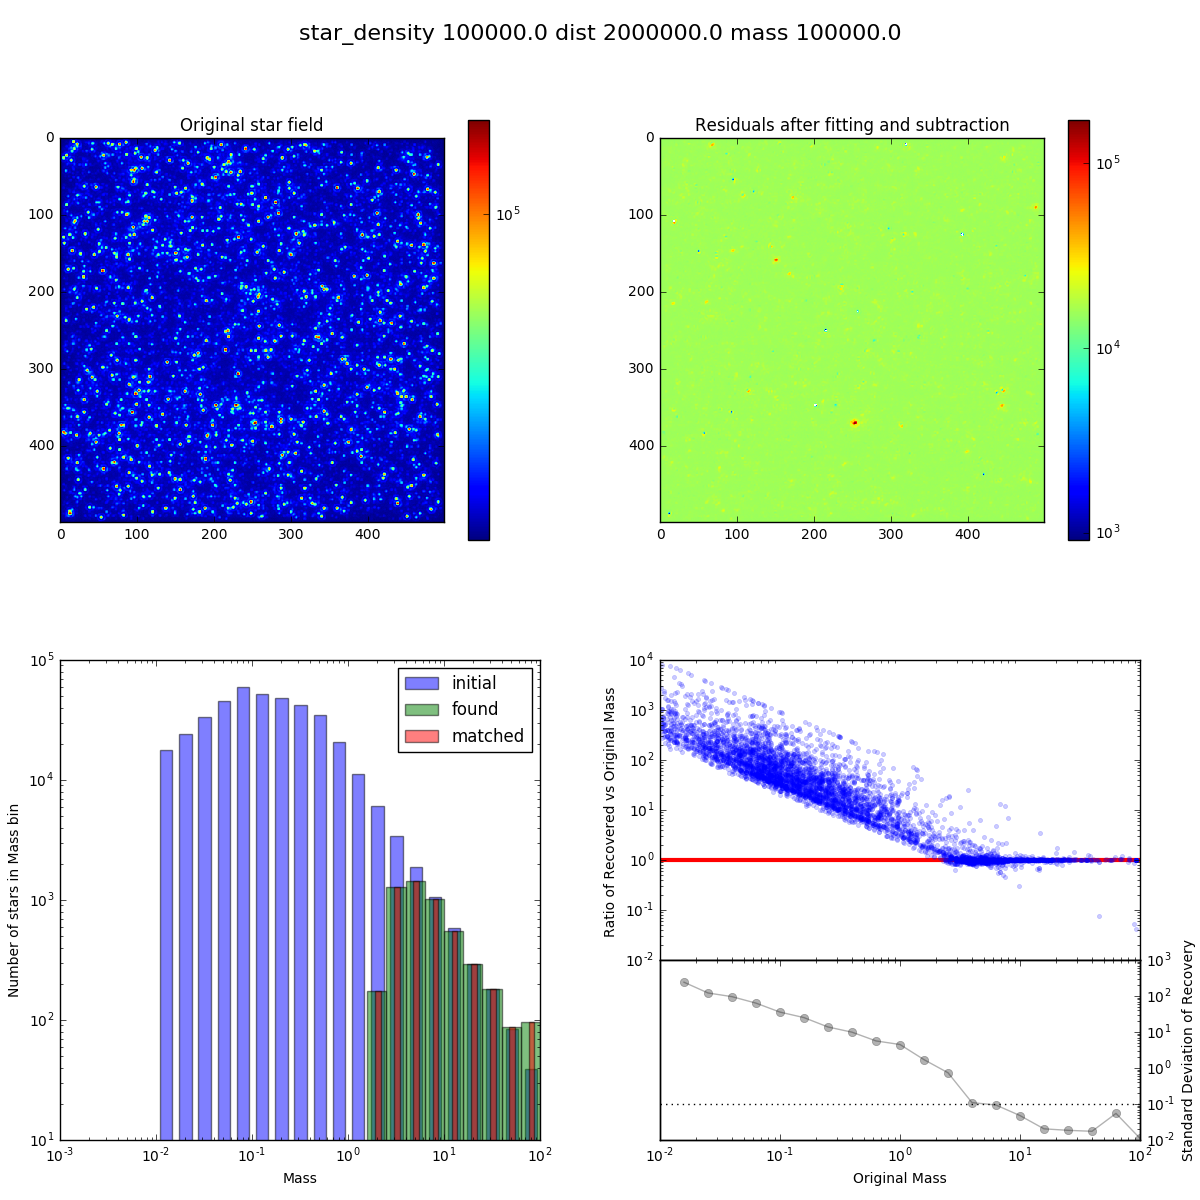 star_density 100000.0 dist 2000000.0 mass 100000.0
Original star field
0
100
200
300
400
0 100 200 300 400
10^5
Residuals after fitting and subtraction
0
100
200
300
400
0 100 200 300 400
10^5
10^4
10^3
Number of stars in Mass bin
10^5
10^4
10^3
10^2
10^1
10^-3 10^-2 10^-1 10^0 10^1 10^2
Mass
initial
found
matched
Ratio of Recovered vs Original Mass
10^4
10^3
10^2
10^1
10^0
10^-1
10^-2
10^3
10^2
10^1
10^0
10^-1
10^-2
Standard Deviation of Recovery
10^-2 10^-1 10^0 10^1 10^2
Original Mass